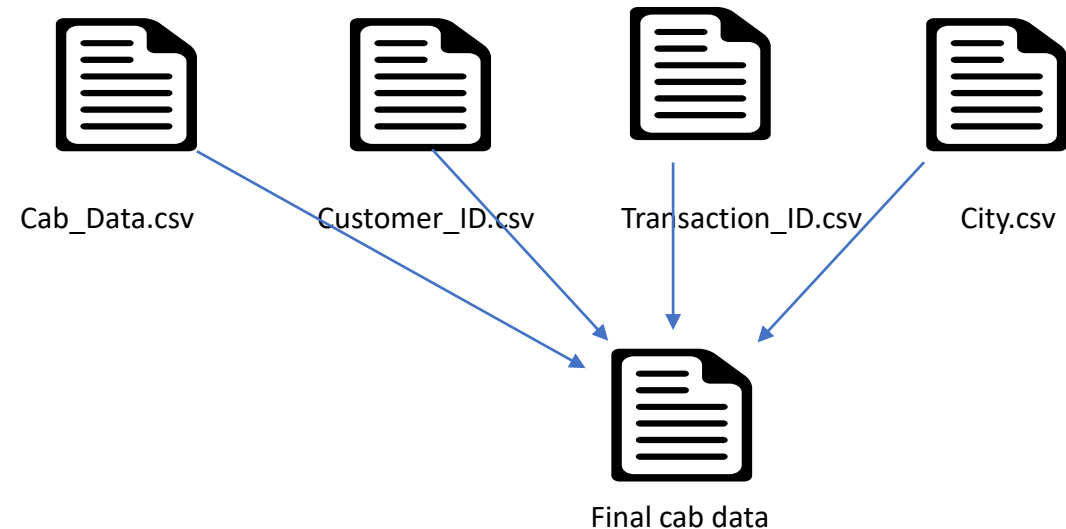 Cab_Data.csv
Customer_ID.csv
Transaction_ID.csv
City.csv
Final cab data